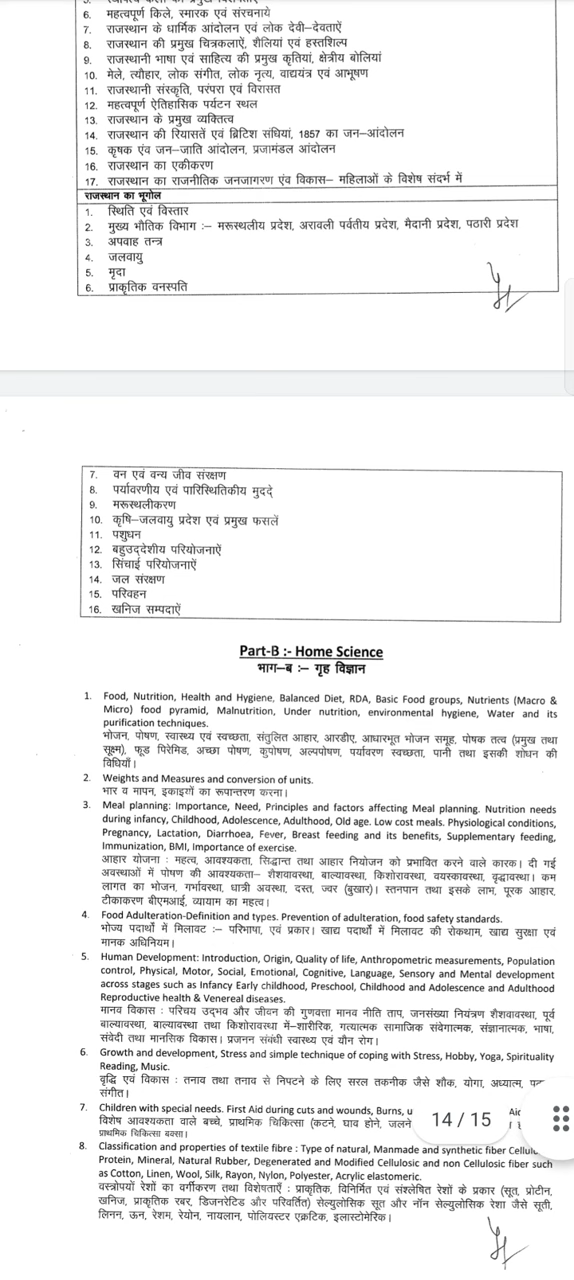 6. महत्वपूर्ण किले, स्मारक एवं संरचनाये
7. राजस्थान के धार्मिक आंदोलन एवं लोक देवी–देवताऐं
8. राजस्थान की प्रमुख चित्रकलाऐं, शैलियां एवं हस्तशिल्प
9. राजस्थानी भाषा एवं साहित्य की प्रमुख कृतियां, क्षेत्रीय बोलियां
10. मेले, त्यौहार, लोक संगीत, लोक नृत्य, वाद्ययंत्र एवं आभूषण
11. राजस्थानी संस्कृति, परंपरा एवं विरासत
12. महत्वपूर्ण ऐतिहासिक पर्यटन स्थल
13. राजस्थान के प्रमुख व्यक्तित्व
14. राजस्थान की रियासतें एवं ब्रिटिश संधियां, 1857 का जन–आंदोलन
15. कृषक एंव जन–जाति आंदोलन, प्रजामंडल आंदोलन
16. राजस्थान का एकीकरण
17. राजस्थान का राजनीतिक जनजागरण एंव विकास– महिलाओं के विशेष संदर्भ में
राजस्थान का भूगोल
1. स्थिति एवं विस्तार
2. मुख्य भौतिक विभाग :– मरूस्थलीय प्रदेश, अरावली पर्वतीय प्रदेश, मैदानी प्रदेश, पठारी प्रदेश
3. अपवाह तन्त्र
4. जलवायु
5. मृदा
6. प्राकृतिक वनस्पति
7. वन एवं वन्य जीव संरक्षण
8. पर्यावरणीय एवं पारिस्थितिकीय मुददे
9. मरूस्थलीकरण
10. कृषि–जलवायु प्रदेश एवं प्रमुख फसलें
11. पशुधन
12. बहुउद्देशीय परियोजनाऐं
13. सिंचाई परियोजनाऐं
14. जल संरक्षण
15. परिवहन
16. खनिज सम्पदाऐं
Part-B :- Home Science
भाग–ब :– गृह विज्ञान
1. Food, Nutrition, Health and Hygiene, Balanced Diet, RDA, Basic Food groups, Nutrients (Macro &
Micro) food pyramid, Malnutrition, Under nutrition, environmental hygiene, Water and its
purification techniques.
भोजन, पोषण, स्वास्थ्य एवं स्वच्छता, संतुलित आहार, आरडीए, आधारभूत भोजन समूह, पोषक तत्व (प्रमुख तथा
सूक्ष्म), फूड पिरेमिड, अच्छा पोषण, कुपोषण, अल्पपोषण, पर्यावरण स्वच्छता, पानी तथा इसकी शोधन की
विधियाँ।
2. Weights and Measures and conversion of units.
भार व मापन, इकाइयों का रूपान्तरण करना।
3. Meal planning: Importance, Need, Principles and factors affecting Meal planning. Nutrition needs
during infancy, Childhood, Adolescence, Adulthood, Old age. Low cost meals. Physiological conditions,
Pregnancy, Lactation, Diarrhoea, Fever, Breast feeding and its benefits, Supplementary feeding,
Immunization, BMI, Importance of exercise.
आहार योजना : महत्व, आवश्यकता, सिद्धान्त तथा आहार नियोजन को प्रभावित करने वाले कारक। दी गई
अवस्थाओं में पोषण की आवश्यकता– शैशवावस्था, बाल्यावस्था, किशोरावस्था, वयस्कावस्था, वृद्धावस्था। कम
लागत का भोजन, गर्भावस्था, धात्री अवस्था, दस्त, ज्वर (बुखार)। स्तनपान तथा इसके लाभ, पूरक आहार,
टीकाकरण बीएमआई, व्यायाम का महत्व।
4. Food Adulteration-Definition and types. Prevention of adulteration, food safety standards.
भोज्य पदार्थों में मिलावट :– परिभाषा, एवं प्रकार। खाद्य पदार्थो में मिलावट की रोकथाम, खाद्य सुरक्षा एवं
मानक अधिनियम।
5. Human Development: Introduction, Origin, Quality of life, Anthropometric measurements, Population
control, Physical, Motor, Social, Emotional, Cognitive, Language, Sensory and Mental development
across stages such as Infancy Early childhood, Preschool, Childhood and Adolescence and Adulthood
Reproductive health & Venereal diseases.
मानव विकास : परिचय उद्भव और जीवन की गुणवत्ता मानव नीति ताप, जनसंख्या नियंत्रण शैशवावस्था, पूर्व
बाल्यावस्था, बाल्यावस्था तथा किशोरावस्था में–शारीरिक, गत्यात्मक सामाजिक संवेगात्मक, संज्ञानात्मक, भाषा,
संवेदी तथा मानसिक विकास। प्रजनन संबंधी स्वास्थ्य एवं यौन रोग।
6. Growth and development, Stress and simple technique of coping with Stress, Hobby, Yoga, Spirituality
Reading, Music.
वृद्धि एवं विकास : तनाव तथा तनाव से निपटने के लिए सरल तकनीक जैसे शौक, योगा, अध्यात्म,
संगीत।
7. Children with special needs. First Aid during cuts and wounds, Burns,
विशेष आवश्यकता वाले बच्चे, प्राथमिक चिकित्सा (कटने, घाव होने, जलने
प्राथमिक चिकित्सा बक्सा।
14 / 15
8. Classification and properties of textile fibre : Type of natural, Manmade and synthetic fiber
Protein, Mineral, Natural Rubber, Degenerated and Modified Cellulosic and non Cellulosic fiber such
as Cotton, Linen, Wool, Silk, Rayon, Nylon, Polyester, Acrylic elastomeric.
वस्त्रोपयों रेशों का वर्गीकरण तथा विशेषताएँ : प्राकृतिक, विनिर्मित एवं संश्लेषित रेशों के प्रकार (सूत, प्रोटीन,
खनिज, प्राकृतिक रबर, डिजनरेटिड और परिवर्तित) सेल्युलोसिक सूत और नॉन सेल्युलोसिक रेशा जैसे सूती,
लिनन, ऊन, रेशम, रेयोन, नायलान, पोलियस्टर एक्रटिक, इलास्टोमेरिक।